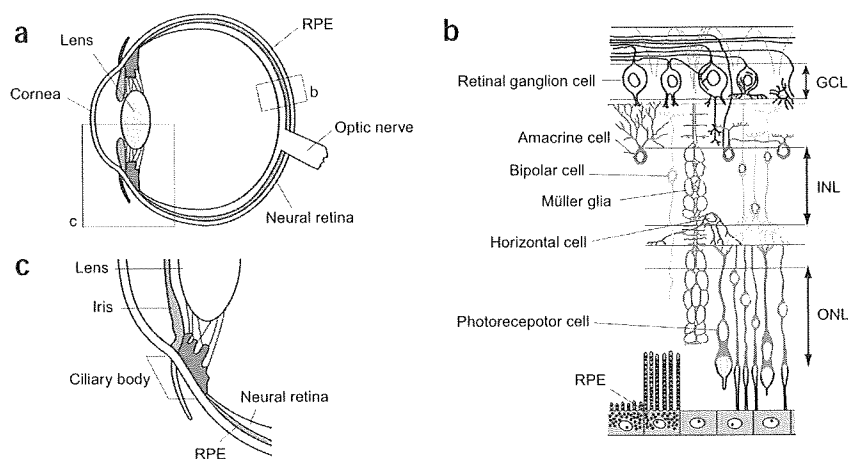 a
RPE
Lens
Cornea
b
Optic nerve
c
Neural retina
b
Retinal ganglion cell
GCL
Amacrine cell
Bipolar cell
INL
Müller glia
Horizontal cell
Photorecepotor cell
ONL
RPE
c
Lens
Iris
Ciliary body
Neural retina
RPE